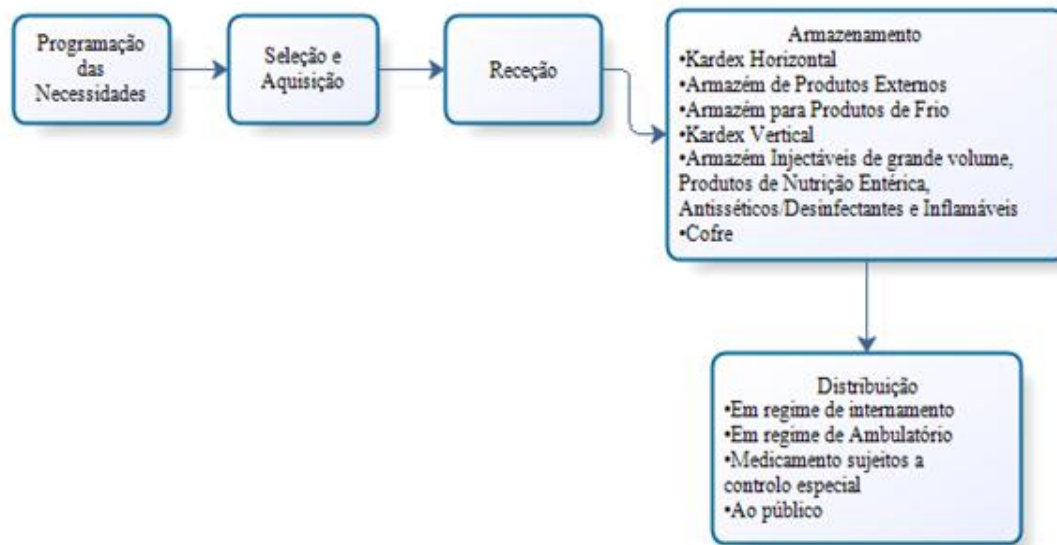 Programação
das
Necessidades
Seleção e
Aquisição
Receção
Armazenamento
•Kardex Horizontal
•Armazém de Produtos Externos
•Armazém para Produtos de Frio
•Kardex Vertical
•Armazém Injectáveis de grande volume,
Produtos de Nutrição Entérica,
Antisséticos/Desinfectantes e Inflamáveis
•Cofre
Distribuição
•Em regime de internamento
•Em regime de Ambulatório
•Medicamento sujeitos a
controlo especial
•Ao público